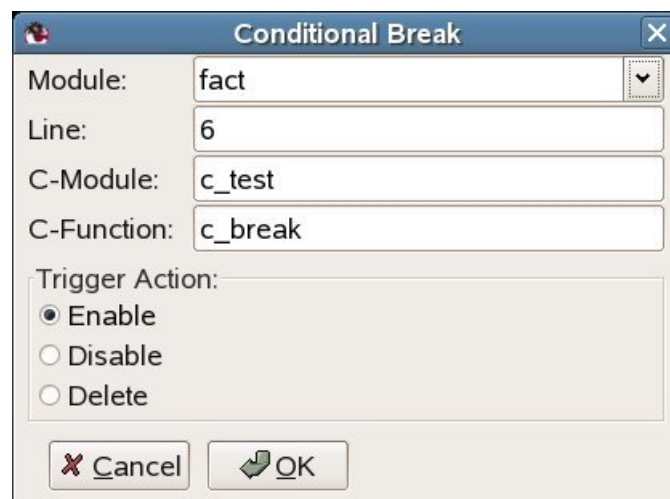 Conditional Break
Module: fact
Line: 6
C-Module: c_test
C-Function: c_break
Trigger Action:
Enable
Disable
Delete
Cancel OK